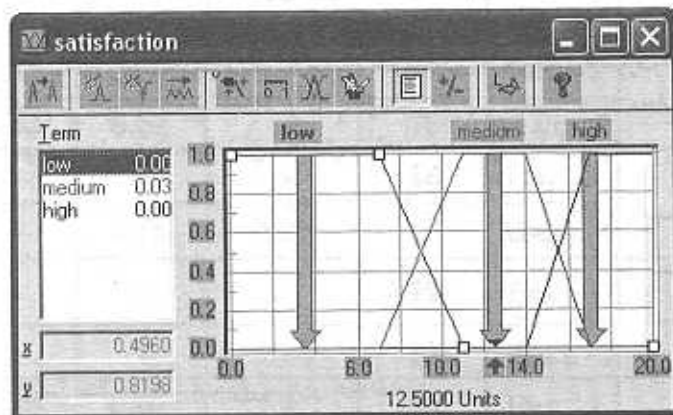 satisfaction
Term
low 0.00
medium 0.03
high 0.00
x 0.4960
y 0.8198
low medium high
1.0
0.8
0.6
0.4
0.2
0.0
0.0 6.0 10.0 14.0 20.0
12.5000 Units